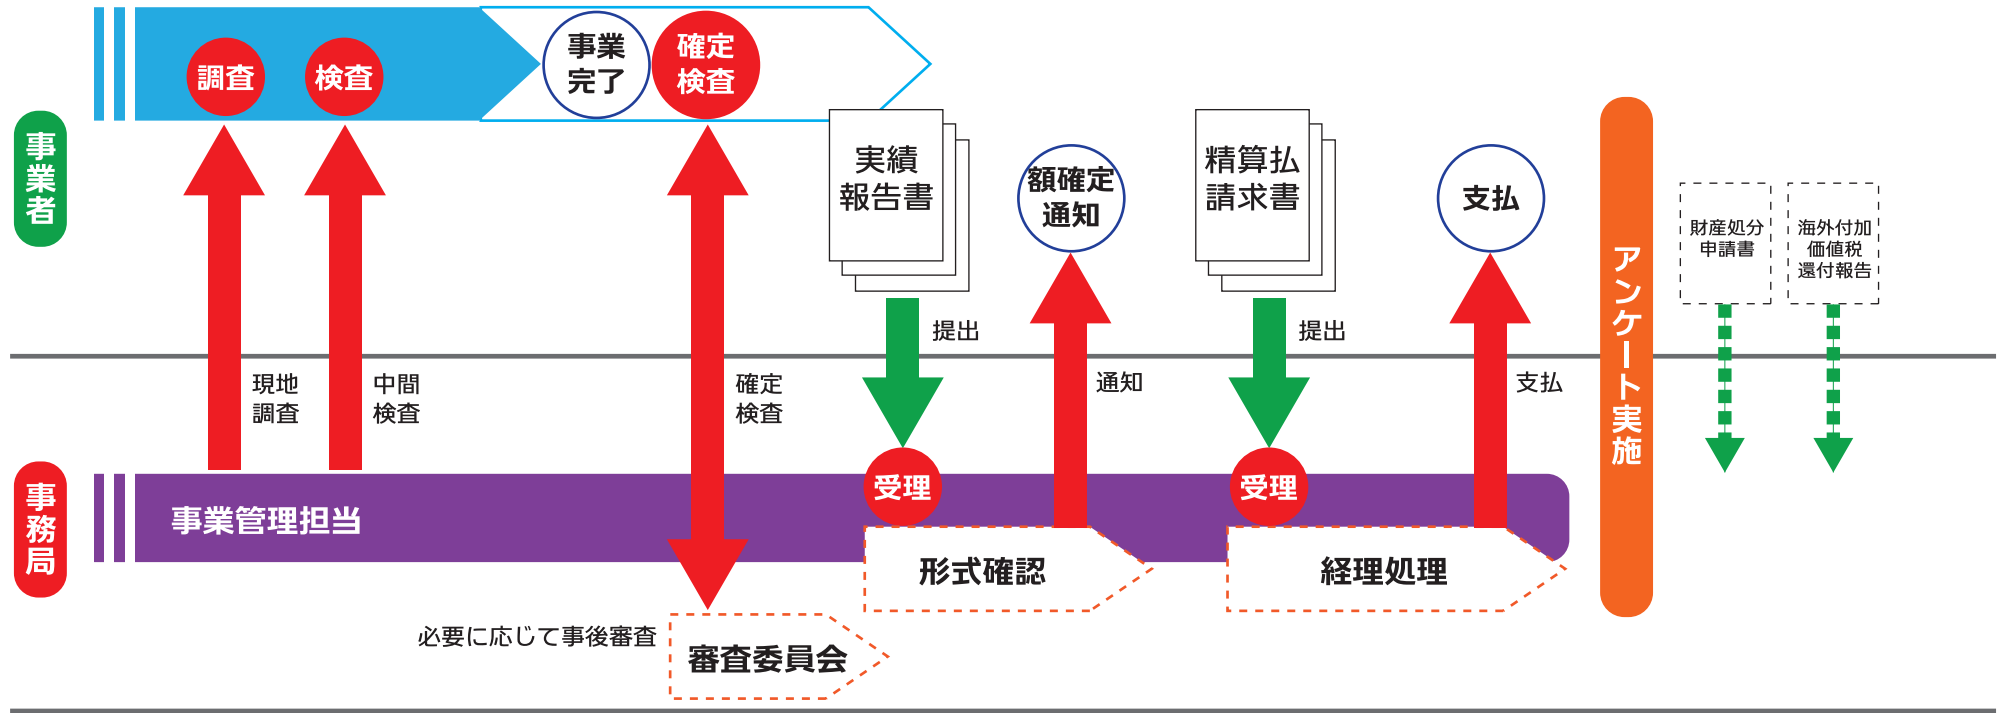 事業者
調査
検査
事業
完了
確定
検査
実績
報告書
額確定
通知
精算払
請求書
支払
アンケート実施
財産処分
申請書
海外付加
価値税
還付報告
提出
提出
現地
調査
中間
検査
確定
検査
通知
支払
事務局
事業管理担当
受理
受理
形式確認
経理処理
必要に応じて事後審査
審査委員会